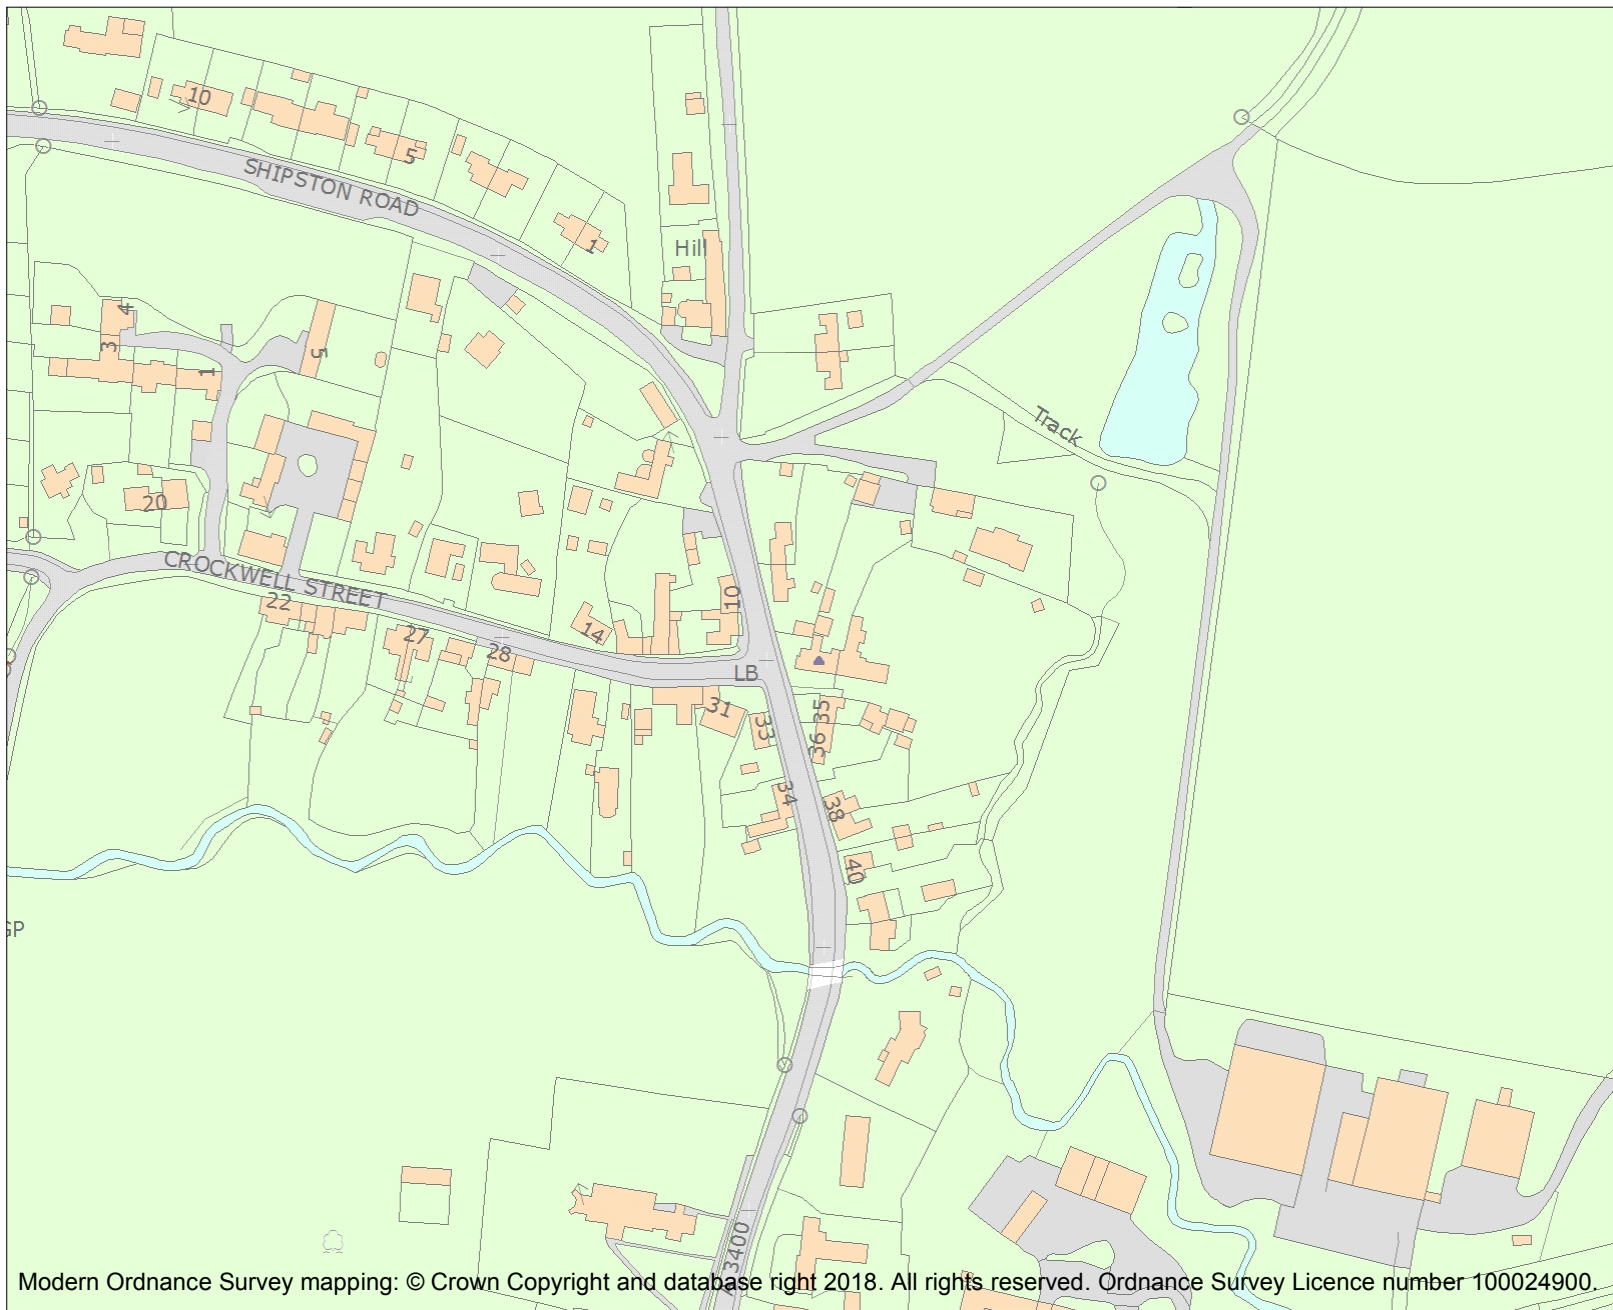 10
5
SHIPSTON ROAD
1
Hill
4
3
5
1
Track
20
CROCKWELL STREET
22
27
28
14
10
LB
31
33
35
36
34
38
40
GP
A3400
Modern Ordnance Survey mapping: © Crown Copyright and database right 2018. All rights reserved. Ordnance Survey Licence number 100024900.